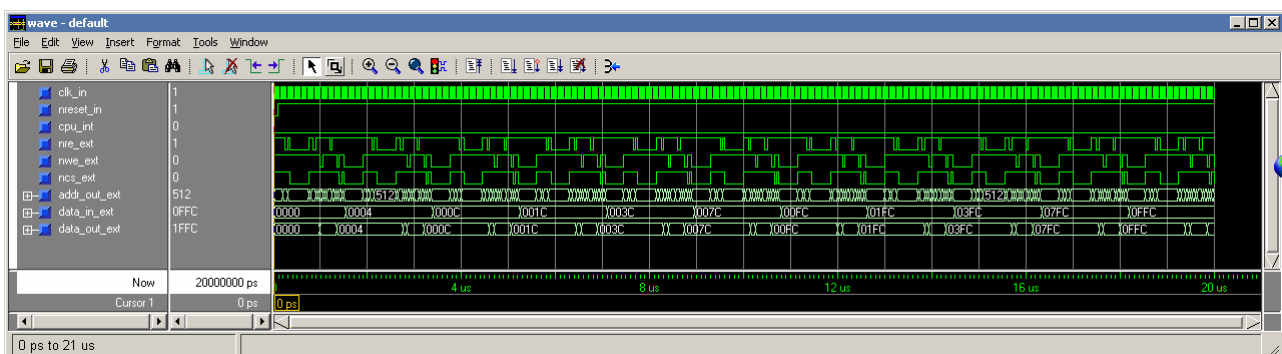 wave - default
File Edit View Insert Format Tools Window
clk_in 1
nreset_in 1
cpu_int 0
nre_ext 1
nwe_ext 0
ncs_ext 0
addr_out_ext 512 512 512
data_in_ext 0FFC 0000 0004 000C 001C 003C 007C 00FC 01FC 03FC 07FC 0FFC
data_out_ext 1FFC 0000 0004 000C 001C 003C 007C 00FC 01FC 03FC 07FC 0FFC
Now 20000000 ps 4 us 8 us 12 us 16 us 20 us
Cursor 1 0 ps 0 ps
0 ps to 21 us